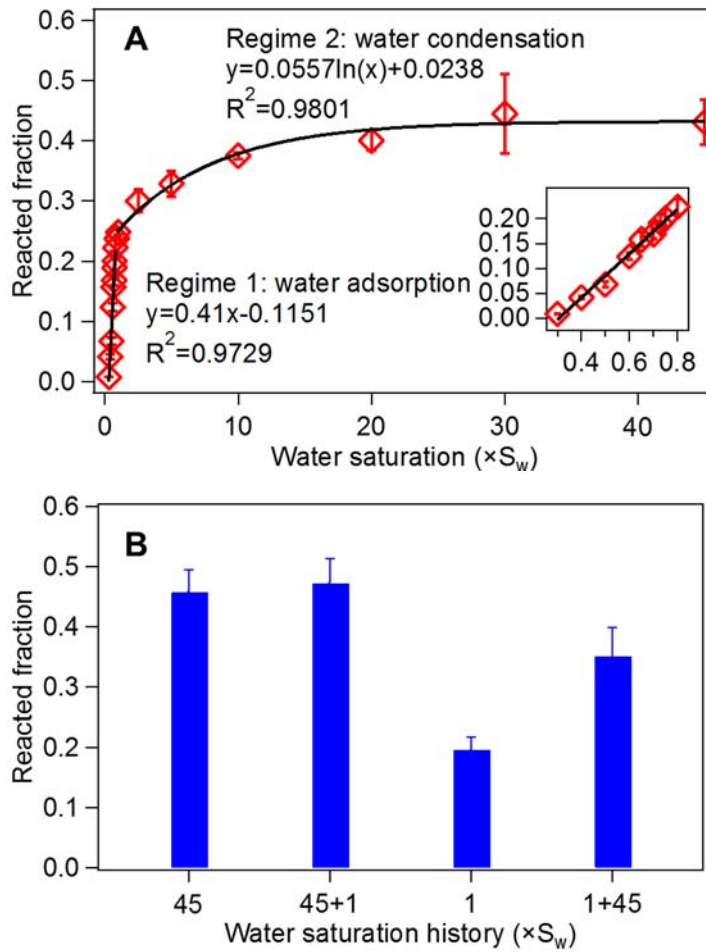 A
Regime 2: water condensation
y=0.0557ln(x)+0.0238
R²=0.9801
Regime 1: water adsorption
y=0.41x-0.1151
R²=0.9729
0.6
0.5
0.4
0.3
0.2
0.1
0.0
Reacted fraction
0.20
0.15
0.10
0.05
0.00
0.4 0.6 0.8
0 10 20 30 40
Water saturation (×S_w)
B
0.6
0.5
0.4
0.3
0.2
0.1
0.0
Reacted fraction
45 45+1 1 1+45
Water saturation history (×S_w)